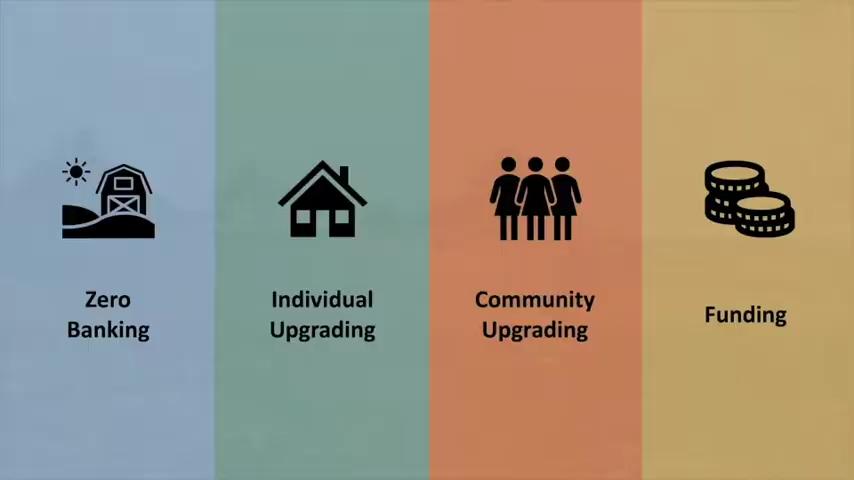 Zero
Banking
Individual
Upgrading
Community
Upgrading
Funding